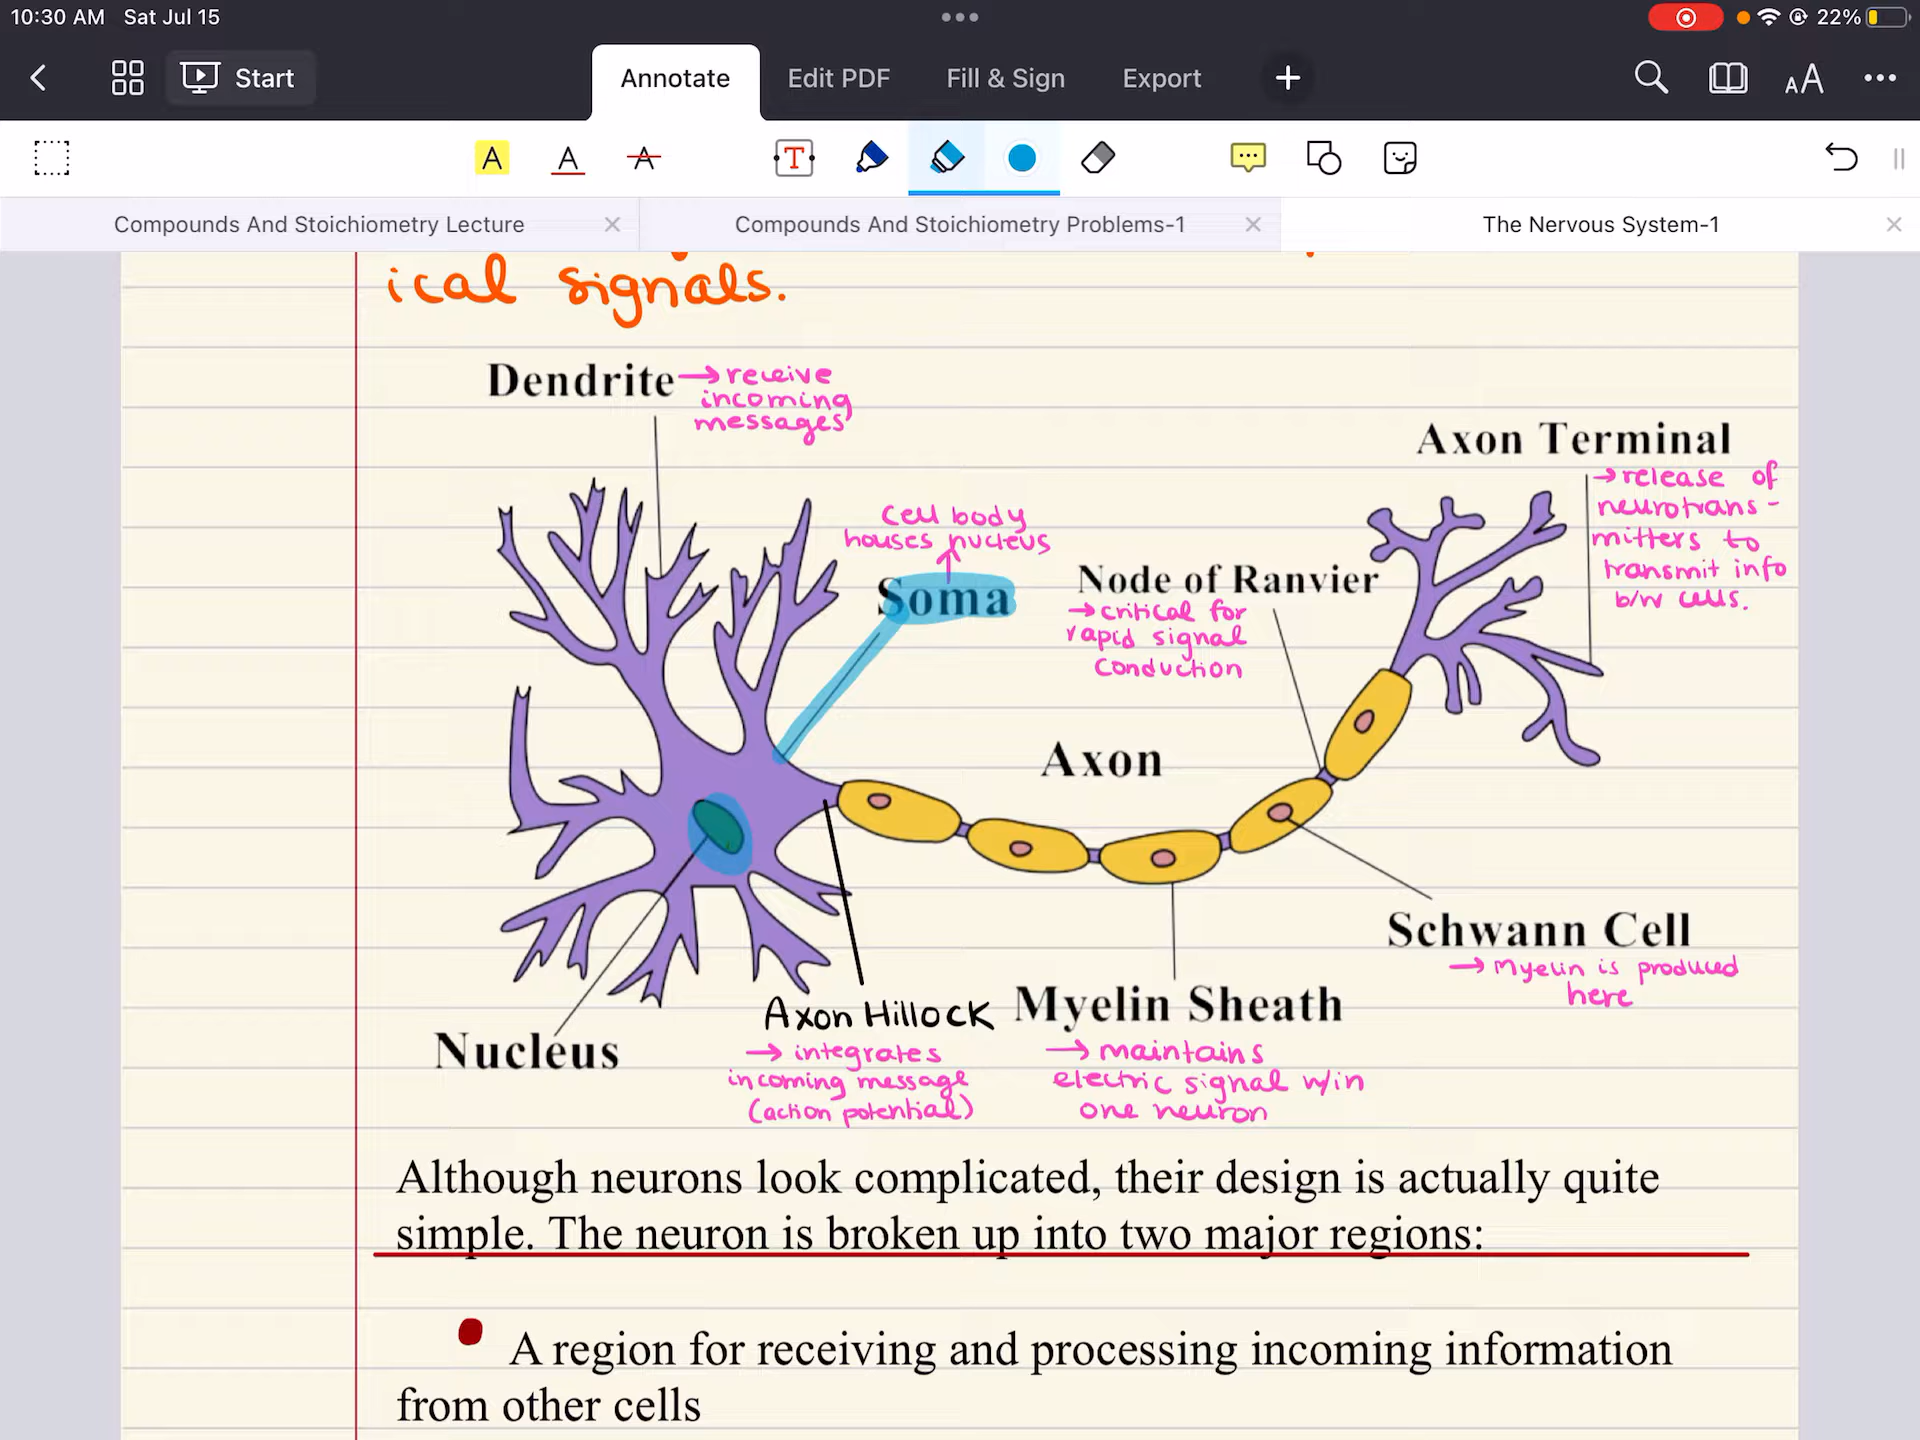 10:30 AM Sat Jul 15
22%
Start
Annotate
Edit PDF
Fill & Sign
Export
AA
A
A
A
T
Compounds And Stoichiometry Lecture
Compounds And Stoichiometry Problems-1
The Nervous System-1
ical signals.
Dendrite → receive
incoming
messages
Axon Terminal
→ release of
neurotrans-
mitters to
transmit info
b/w cells.
Cell body
houses nucleus
↑
Soma
Node of Ranvier
→ critical for
rapid signal
conduction
Axon
Schwann Cell
→ Myelin is produced
here
Axon Hillock
→ integrates
incoming message
(action potential)
Myelin Sheath
→ maintains
electric signal w/in
one neuron
Nucleus
Although neurons look complicated, their design is actually quite
simple. The neuron is broken up into two major regions:
• A region for receiving and processing incoming information
from other cells